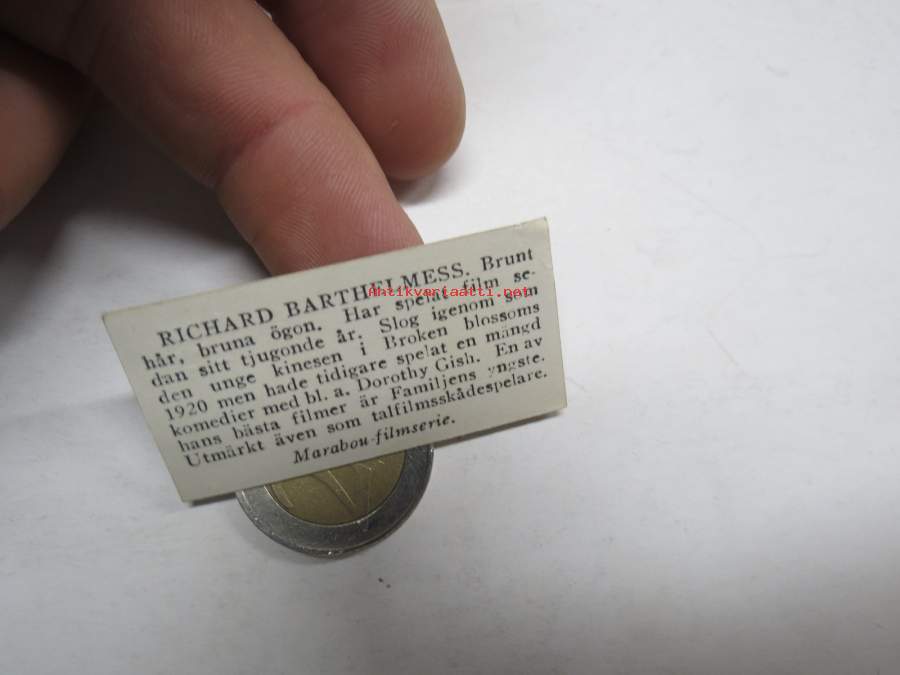 RICHARD BARTHELMESS. Brunt
hår, bruna ögon. Har spelat film se-
dan sitt tjugonde år. Slog igenom som
den unge kinesen i Broken blossoms
1920 men hade tidigare spelat en mängd
komedier med bl. a. Dorothy Gish. En av
hans bästa filmer är Familjens yngste.
Utmärkt även som talfilmsskådespelare.
Marabou-filmserie.
Antikvariaatti.net